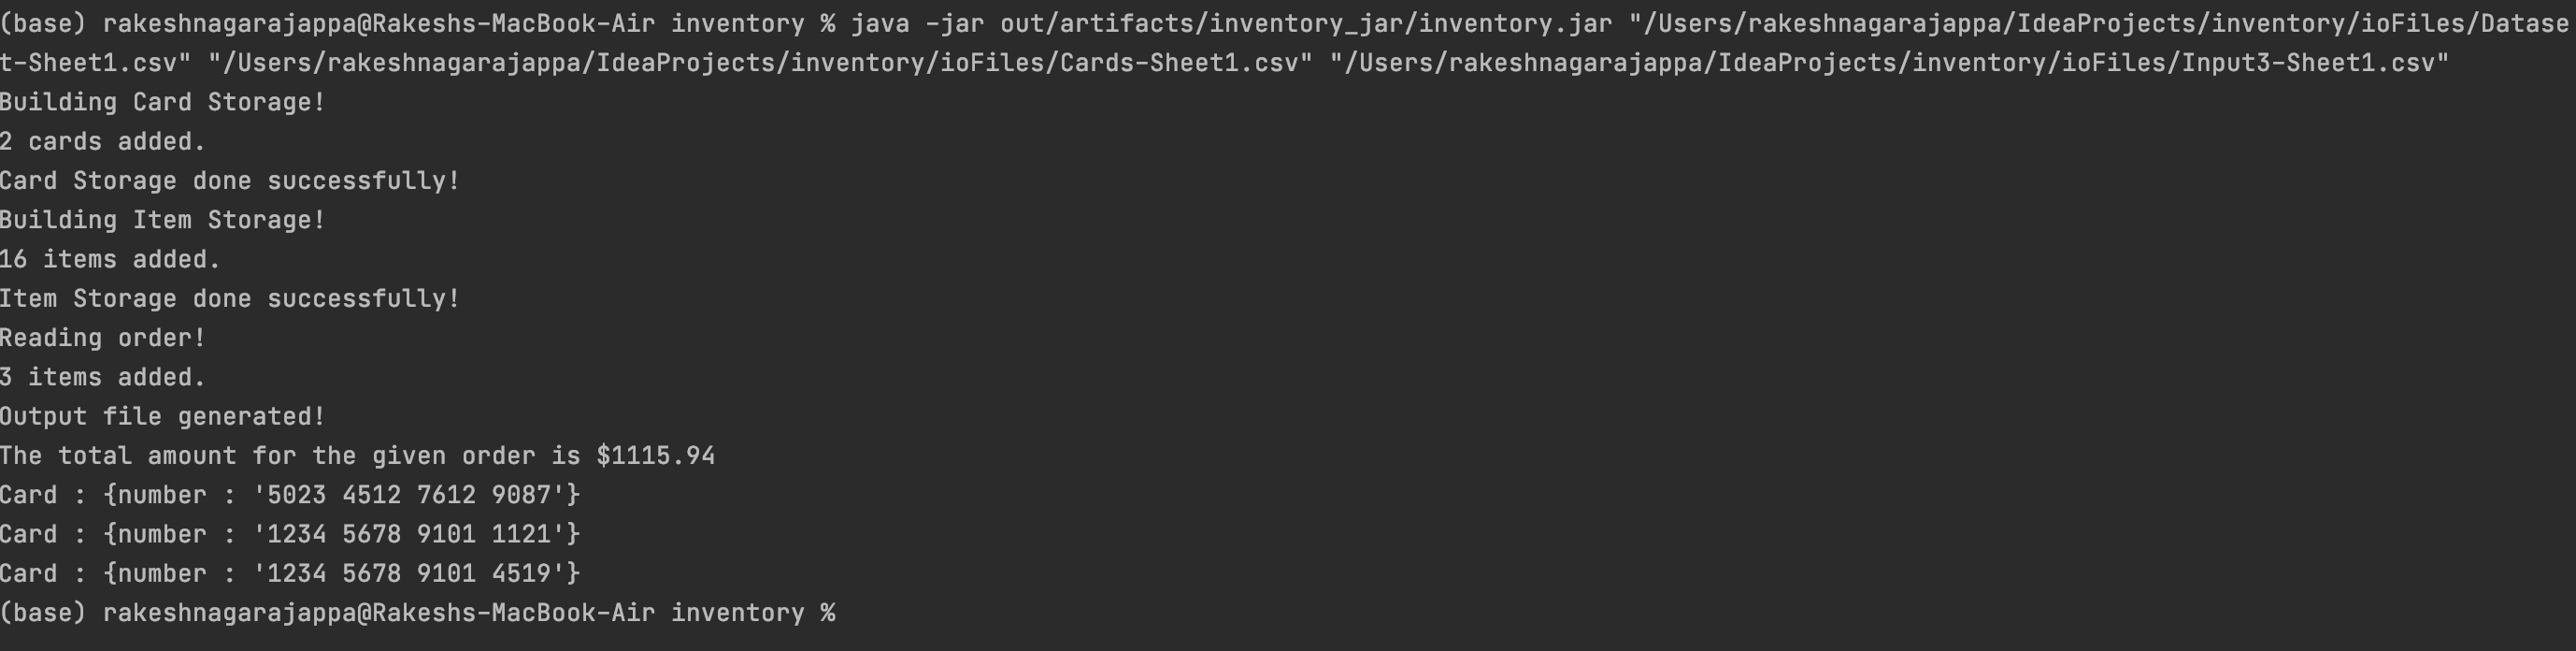 (base) rakeshnagarajappa@Rakeshs-MacBook-Air inventory % java -jar out/artifacts/inventory_jar/inventory.jar "/Users/rakeshnagarajappa/IdeaProjects/inventory/ioFiles/Datase
t-Sheet1.csv" "/Users/rakeshnagarajappa/IdeaProjects/inventory/ioFiles/Cards-Sheet1.csv" "/Users/rakeshnagarajappa/IdeaProjects/inventory/ioFiles/Input3-Sheet1.csv"
Building Card Storage!
2 cards added.
Card Storage done successfully!
Building Item Storage!
16 items added.
Item Storage done successfully!
Reading order!
3 items added.
Output file generated!
The total amount for the given order is $1115.94
Card : {number : '5023 4512 7612 9087'}
Card : {number : '1234 5678 9101 1121'}
Card : {number : '1234 5678 9101 4519'}
(base) rakeshnagarajappa@Rakeshs-MacBook-Air inventory %